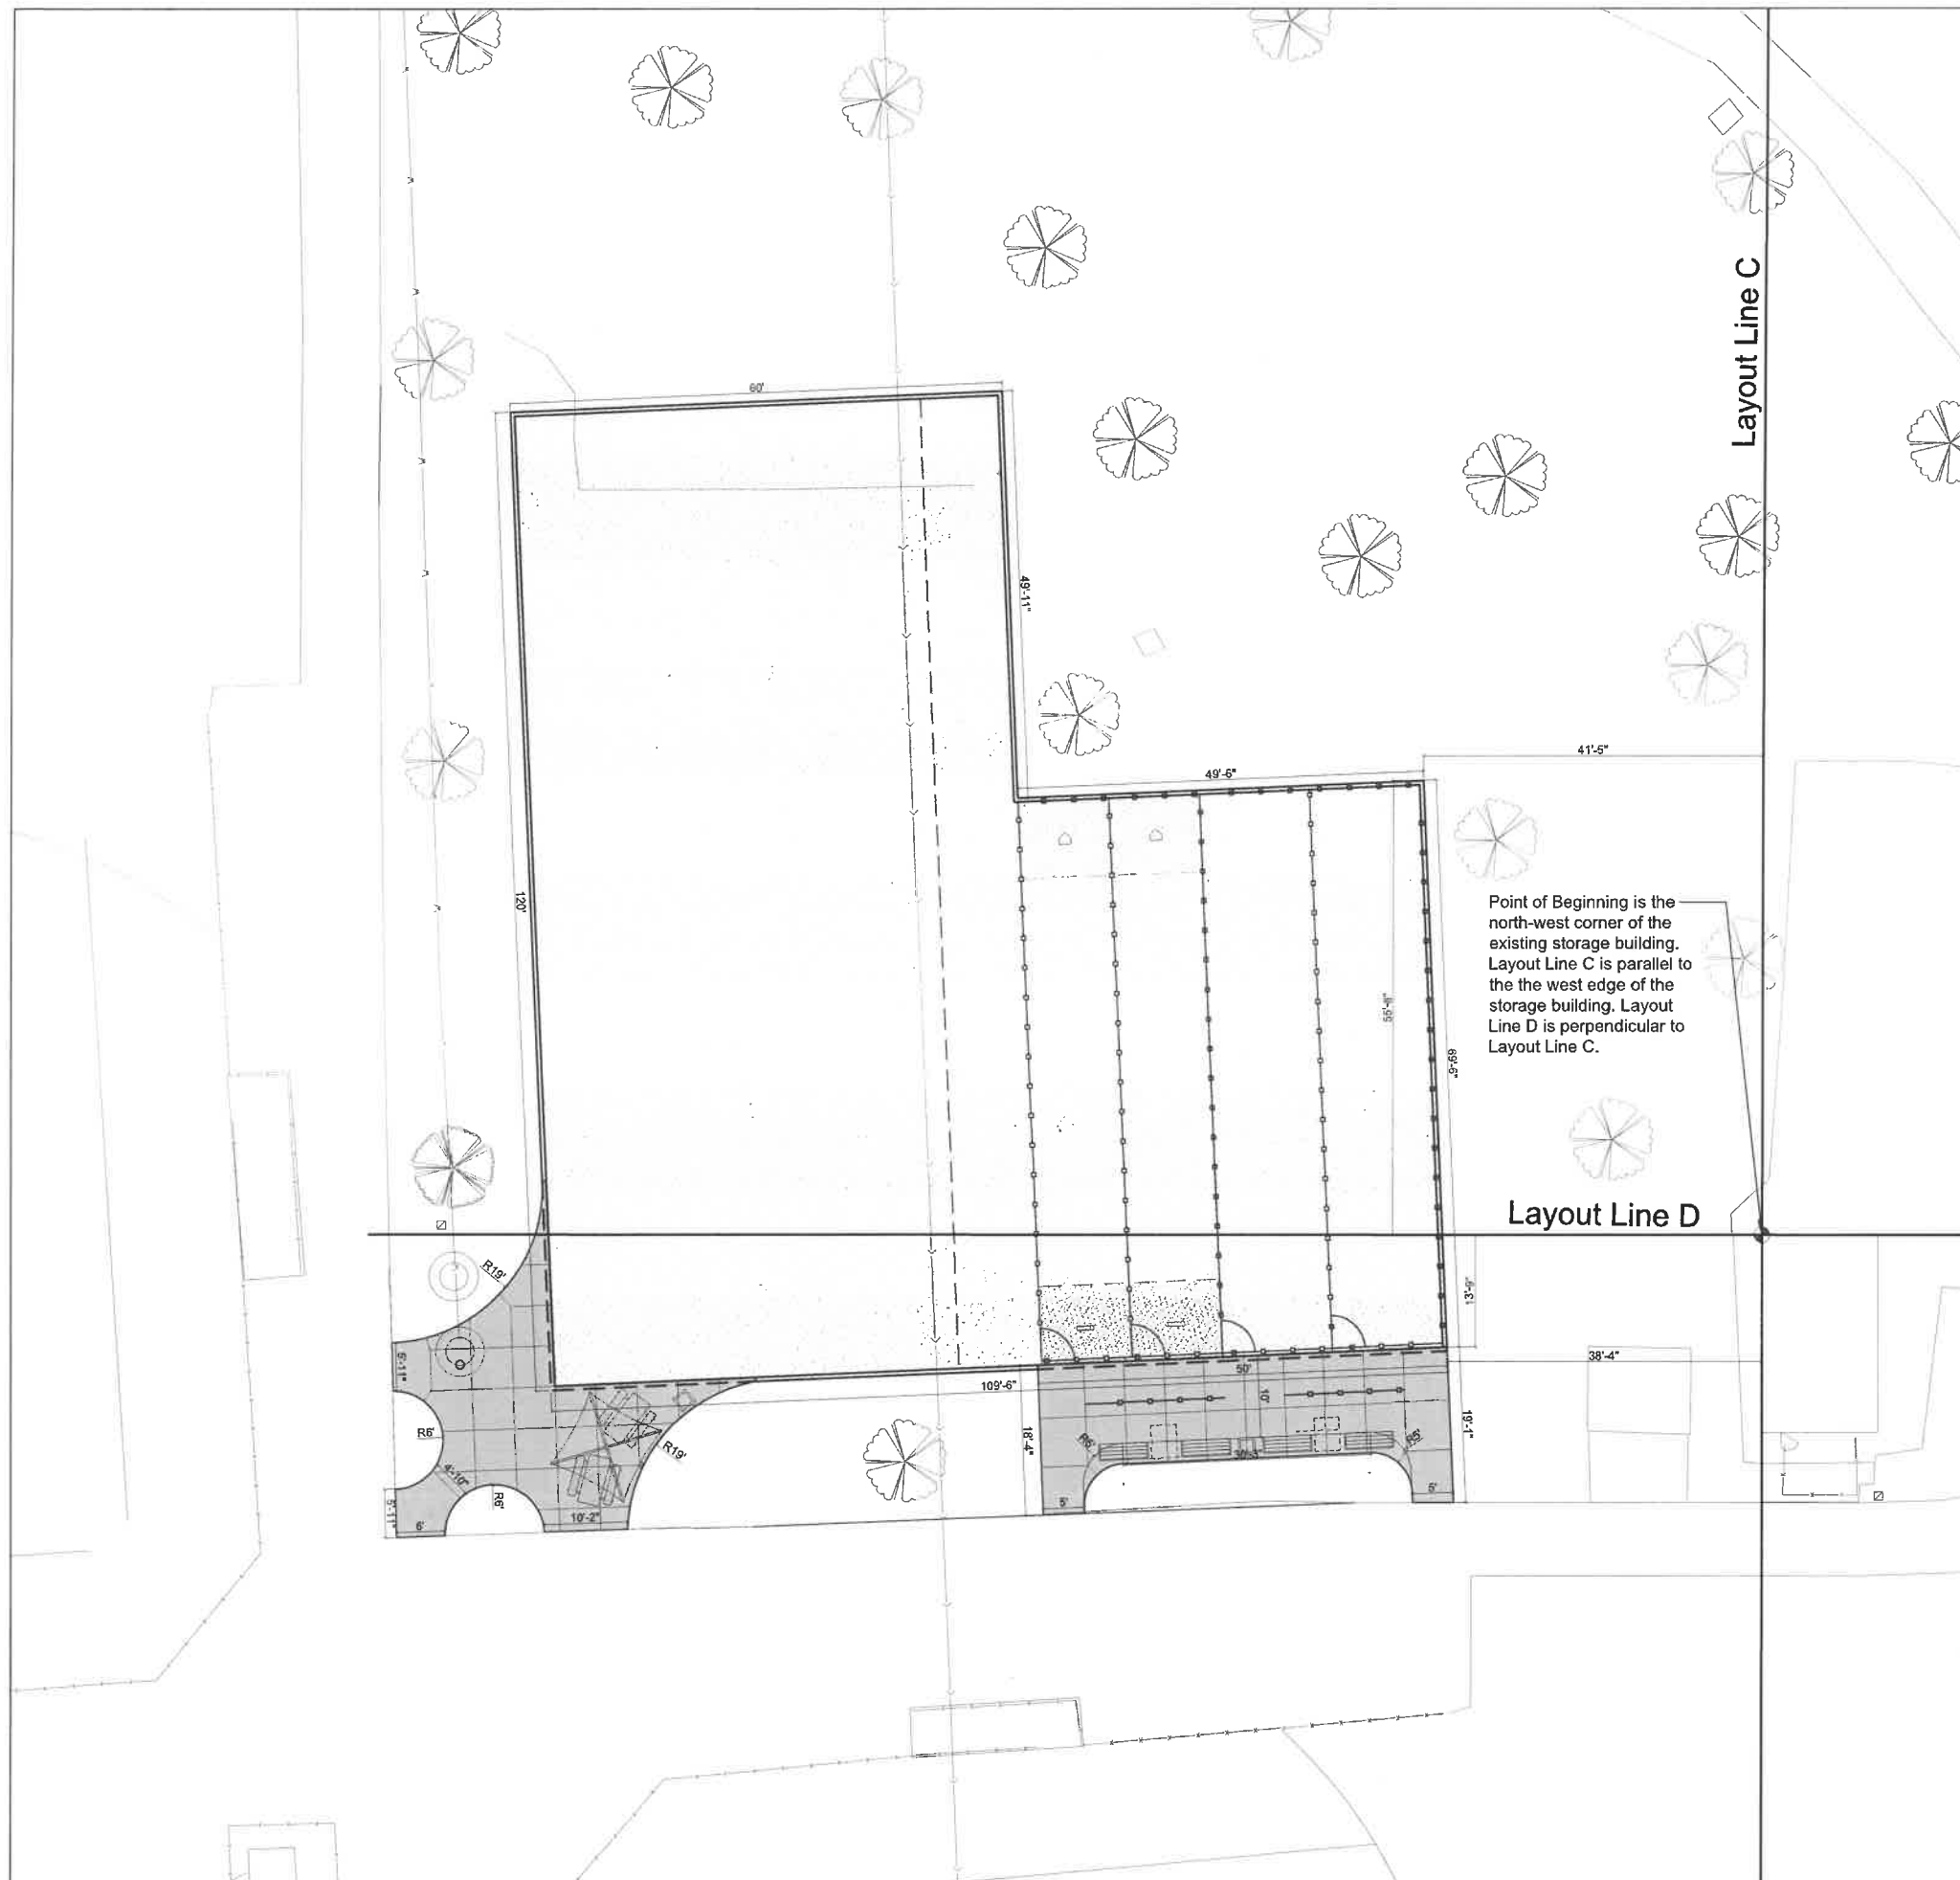 Layout Line C
60'
49'-11"
41'-5"
49'-6"
120'
Point of Beginning is the
north-west corner of the
existing storage building.
Layout Line C is parallel to
the the west edge of the
storage building. Layout
Line D is perpendicular to
Layout Line C.
55'-8"
69'-6"
Layout Line D
R19'
13'-9"
5'-11"
38'-4"
50'
109'-6"
10'
18'-4"
19'-1"
R6'
R19'
R5'
4'-10"
R6'
5'-11"
6'
10'-2"
5'
5'